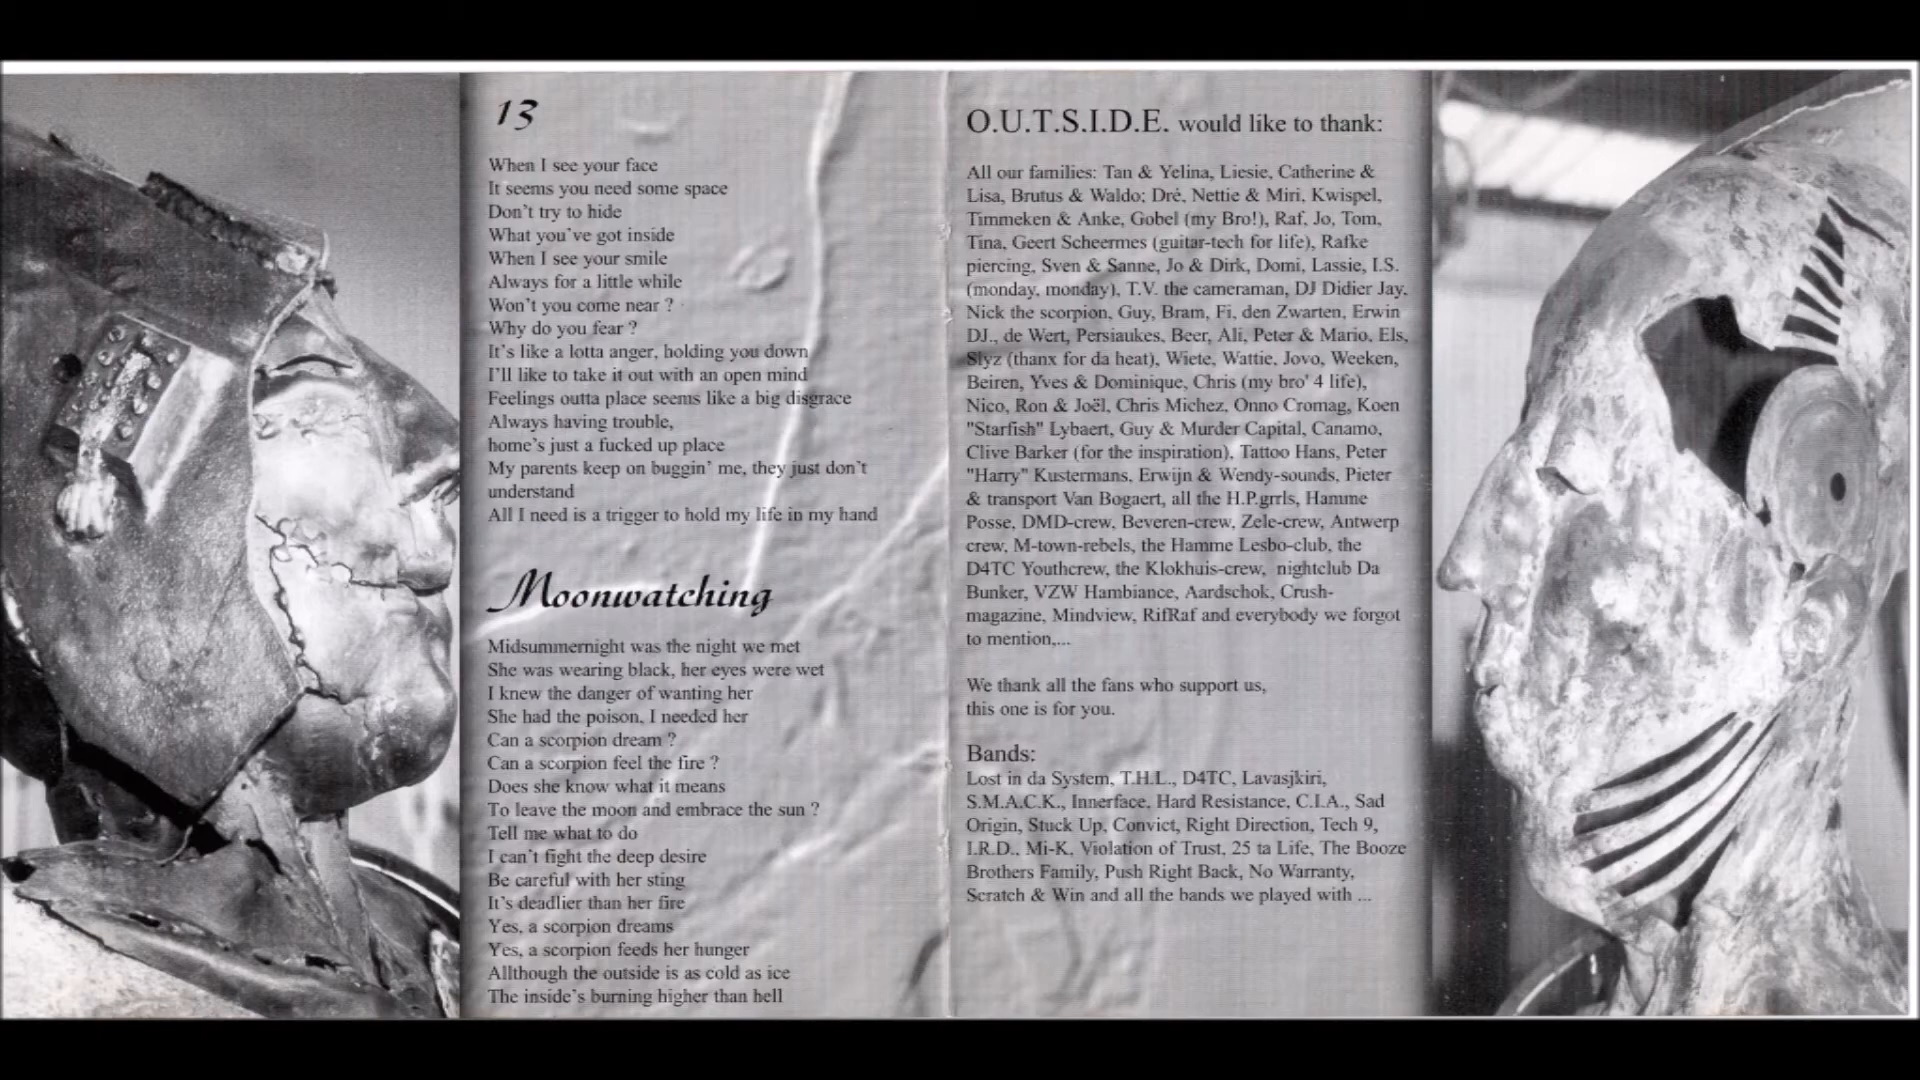 13
When I see your face
It seems you need some space
Don't try to hide
What you've got inside
When I see your smile
Always for a little while
Won't you come near ?
Why do you fear ?
It's like a lotta anger, holding you down
I'll like to take it out with an open mind
Feelings outta place seems like a big disgrace
Always having trouble,
home's just a fucked up place
My parents keep on buggin' me, they just don't
understand
All I need is a trigger to hold my life in my hand
Moonwatching
Midsummernight was the night we met
She was wearing black, her eyes were wet
I knew the danger of wanting her
She had the poison, I needed her
Can a scorpion dream ?
Can a scorpion feel the fire ?
Does she know what it means
To leave the moon and embrace the sun ?
Tell me what to do
I can't fight the deep desire
Be careful with her sting
It's deadlier than her fire
Yes, a scorpion dreams
Yes, a scorpion feeds her hunger
Allthough the outside is as cold as ice
The inside's burning higher than hell
O.U.T.S.I.D.E. would like to thank:
All our families: Tan & Yelina, Liesie, Catherine &
Lisa, Brutus & Waldo; Dré, Nettie & Miri, Kwispel,
Timmeken & Anke, Gobel (my Bro!), Raf, Jo, Tom,
Tina, Geert Scheermes (guitar-tech for life), Rafke
piercing, Sven & Sanne, Jo & Dirk, Domi, Lassie, I.S.
(monday, monday), T.V. the cameraman, DJ Didier Jay,
Nick the scorpion, Guy, Bram, Fi, den Zwarten, Erwin
DJ., de Wert, Persiaukes, Beer, Ali, Peter & Mario, Els,
Slyz (thanx for da heat), Wiete, Wattie, Jovo, Weeken,
Beiren, Yves & Dominique, Chris (my bro' 4 life),
Nico, Ron & Joël, Chris Michez, Onno Cromag, Koen
"Starfish" Lybaert, Guy & Murder Capital, Canamo,
Clive Barker (for the inspiration), Tattoo Hans, Peter
"Harry" Kustermans, Erwijn & Wendy-sounds, Pieter
& transport Van Bogaert, all the H.P.grrls, Hamme
Posse, DMD-crew, Beveren-crew, Zele-crew, Antwerp
crew, M-town-rebels, the Hamme Lesbo-club, the
D4TC Youthcrew, the Klokhuis-crew, nightclub Da
Bunker, VZW Hambiance, Aardschok, Crush-
magazine, Mindview, RifRaf and everybody we forgot
to mention,...
We thank all the fans who support us,
this one is for you.
Bands:
Lost in da System, T.H.L., D4TC, Lavasjkiri,
S.M.A.C.K., Innerface, Hard Resistance, C.I.A., Sad
Origin, Stuck Up, Convict, Right Direction, Tech 9,
I.R.D., Mi-K, Violation of Trust, 25 ta Life, The Booze
Brothers Family, Push Right Back, No Warranty,
Scratch & Win and all the bands we played with ...